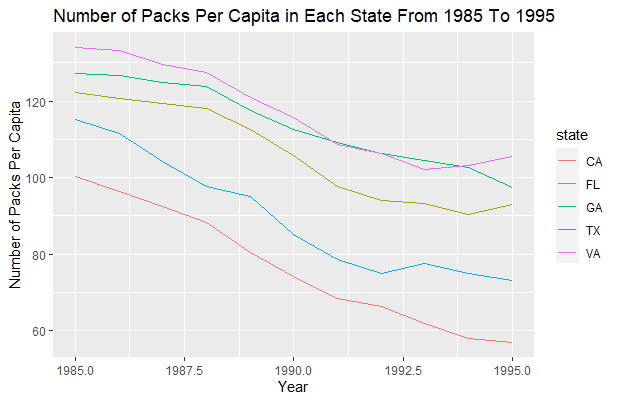 Number of Packs Per Capita in Each State From 1985 To 1995
Number of Packs Per Capita
120
100
80
60
1985.0
1987.5
1990.0
1992.5
1995.0
Year
state
CA
FL
GA
TX
VA